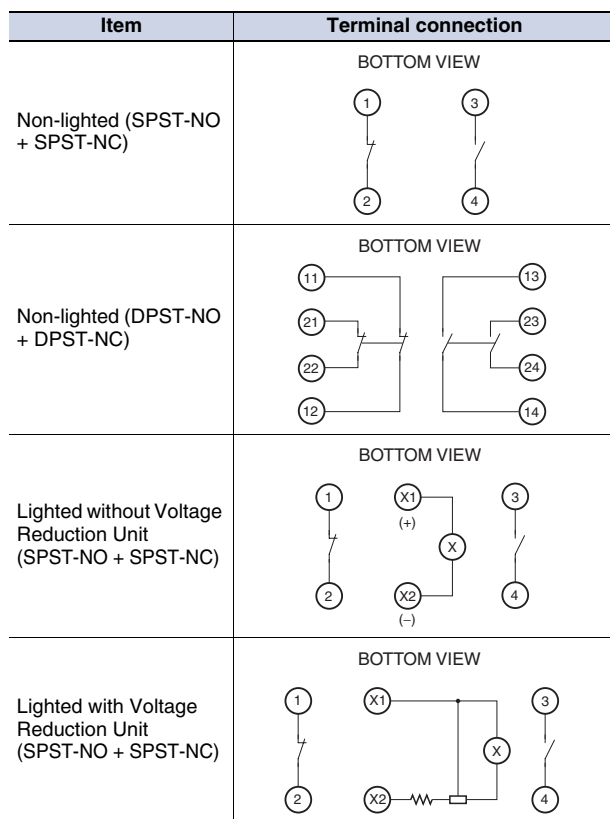 Item
Terminal connection
Non-lighted (SPST-NO
+ SPST-NC)
BOTTOM VIEW
1
3
2
4
Non-lighted (DPST-NO
+ DPST-NC)
BOTTOM VIEW
11
13
21
23
22
24
12
14
Lighted without Voltage
Reduction Unit
(SPST-NO + SPST-NC)
BOTTOM VIEW
1
X1
3
(+)
X
2
X2
4
(−)
Lighted with Voltage
Reduction Unit
(SPST-NO + SPST-NC)
BOTTOM VIEW
1
X1
3
X
2
X2
4